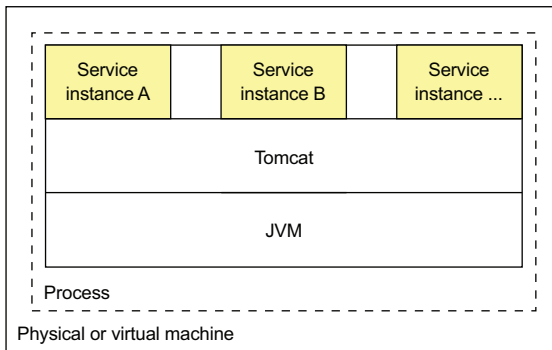 Service
instance A
Service
instance B
Service
instance ...
Tomcat
JVM
Process
Physical or virtual machine